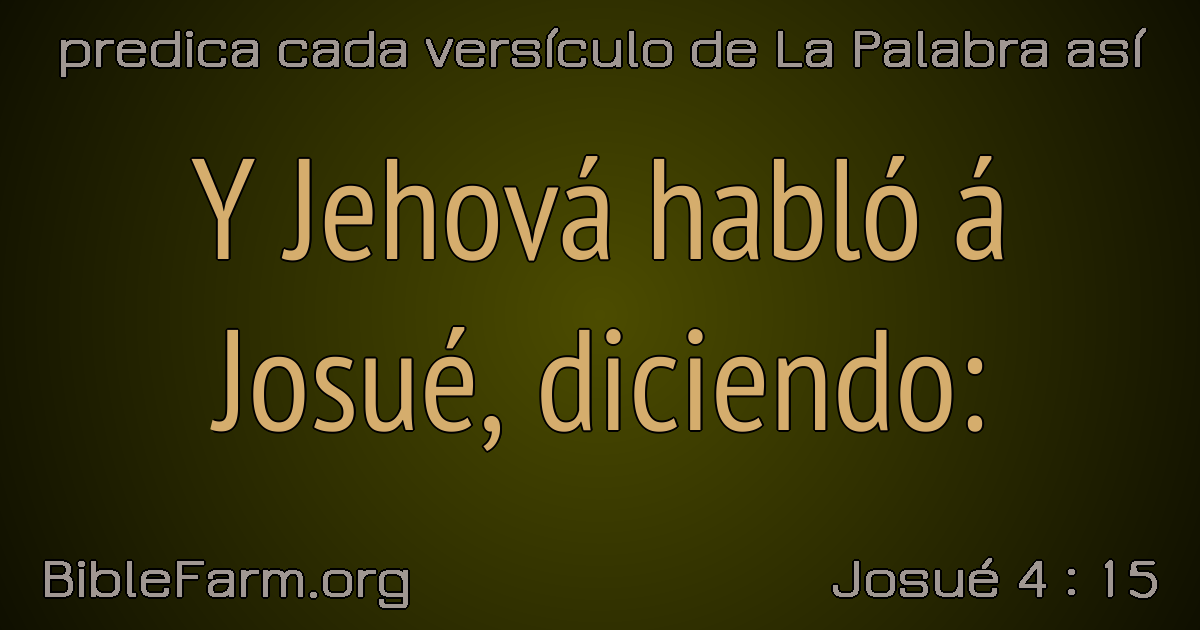 predica cada versículo de La Palabra así
Y Jehová habló á
Josué, diciendo:
BibleFarm.org
Josué 4 : 15